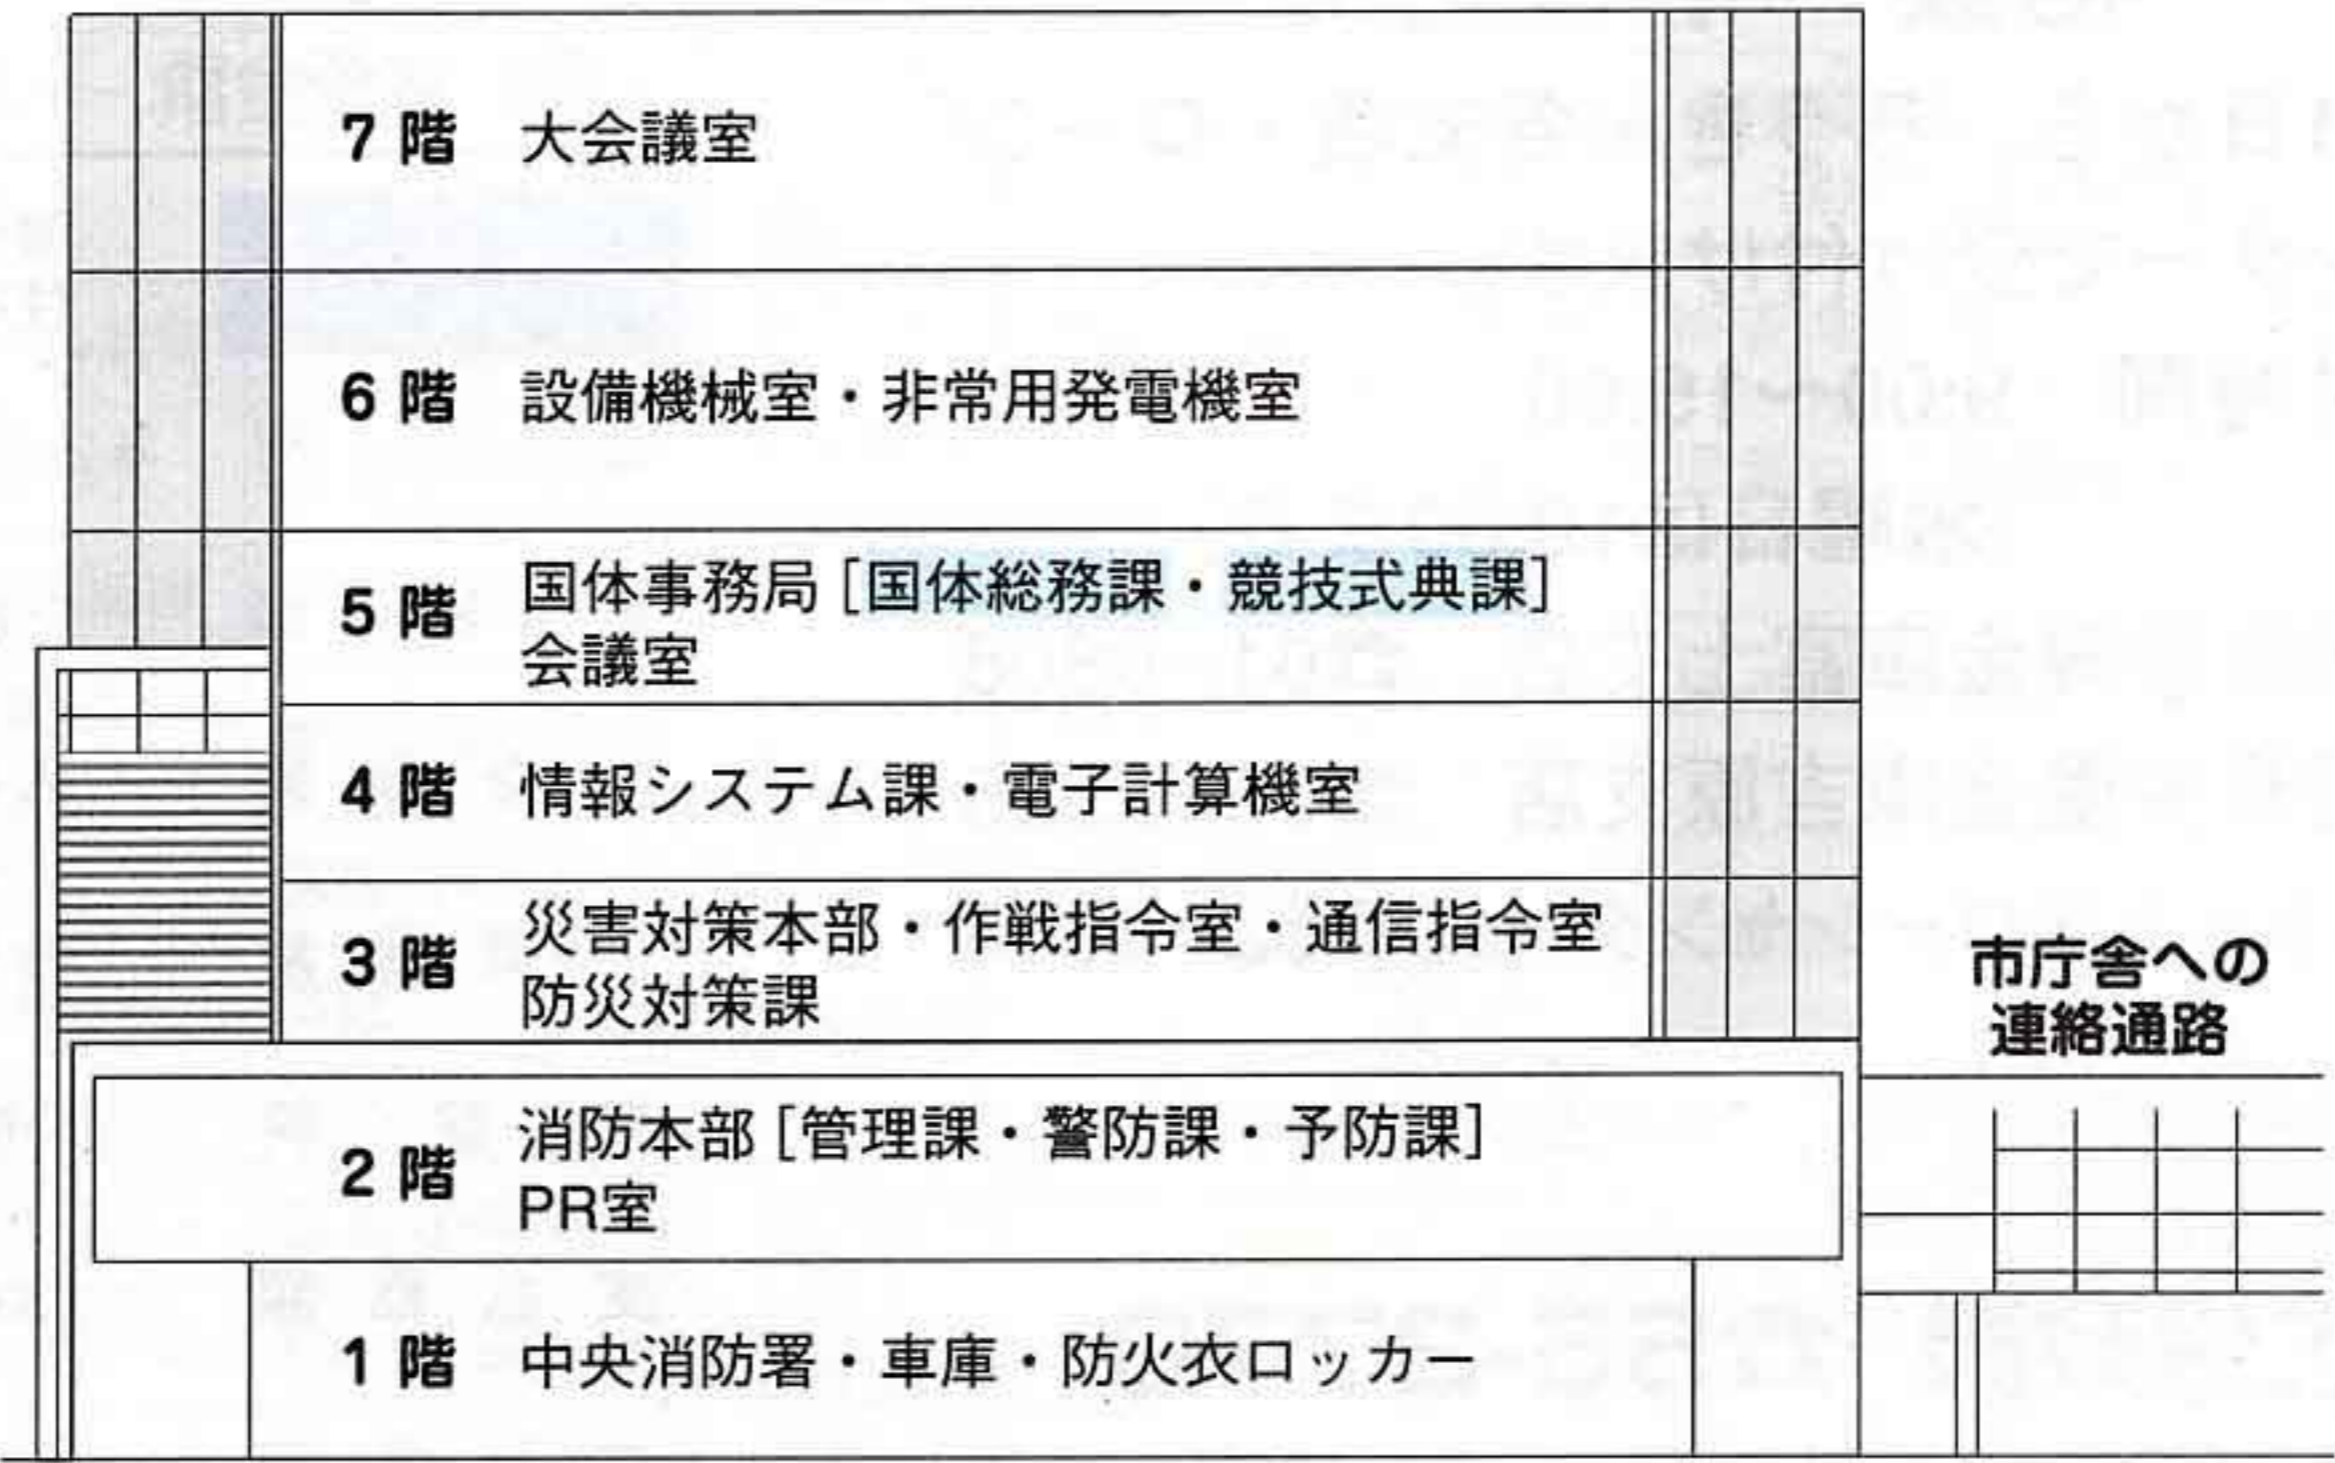 7 階 大会議室
6 階 設備機械室・非常用発電機室
5 階 国体事務局[国体総務課・競技式典課]
会議室
4 階 情報システム課・電子計算機室
3 階 災害対策本部・作戦指令室・通信指令室
防災対策課
市庁舎への
連絡通路
2 階 消防本部[管理課・警防課・予防課]
PR室
1 階 中央消防署・車庫・防火衣ロッカー